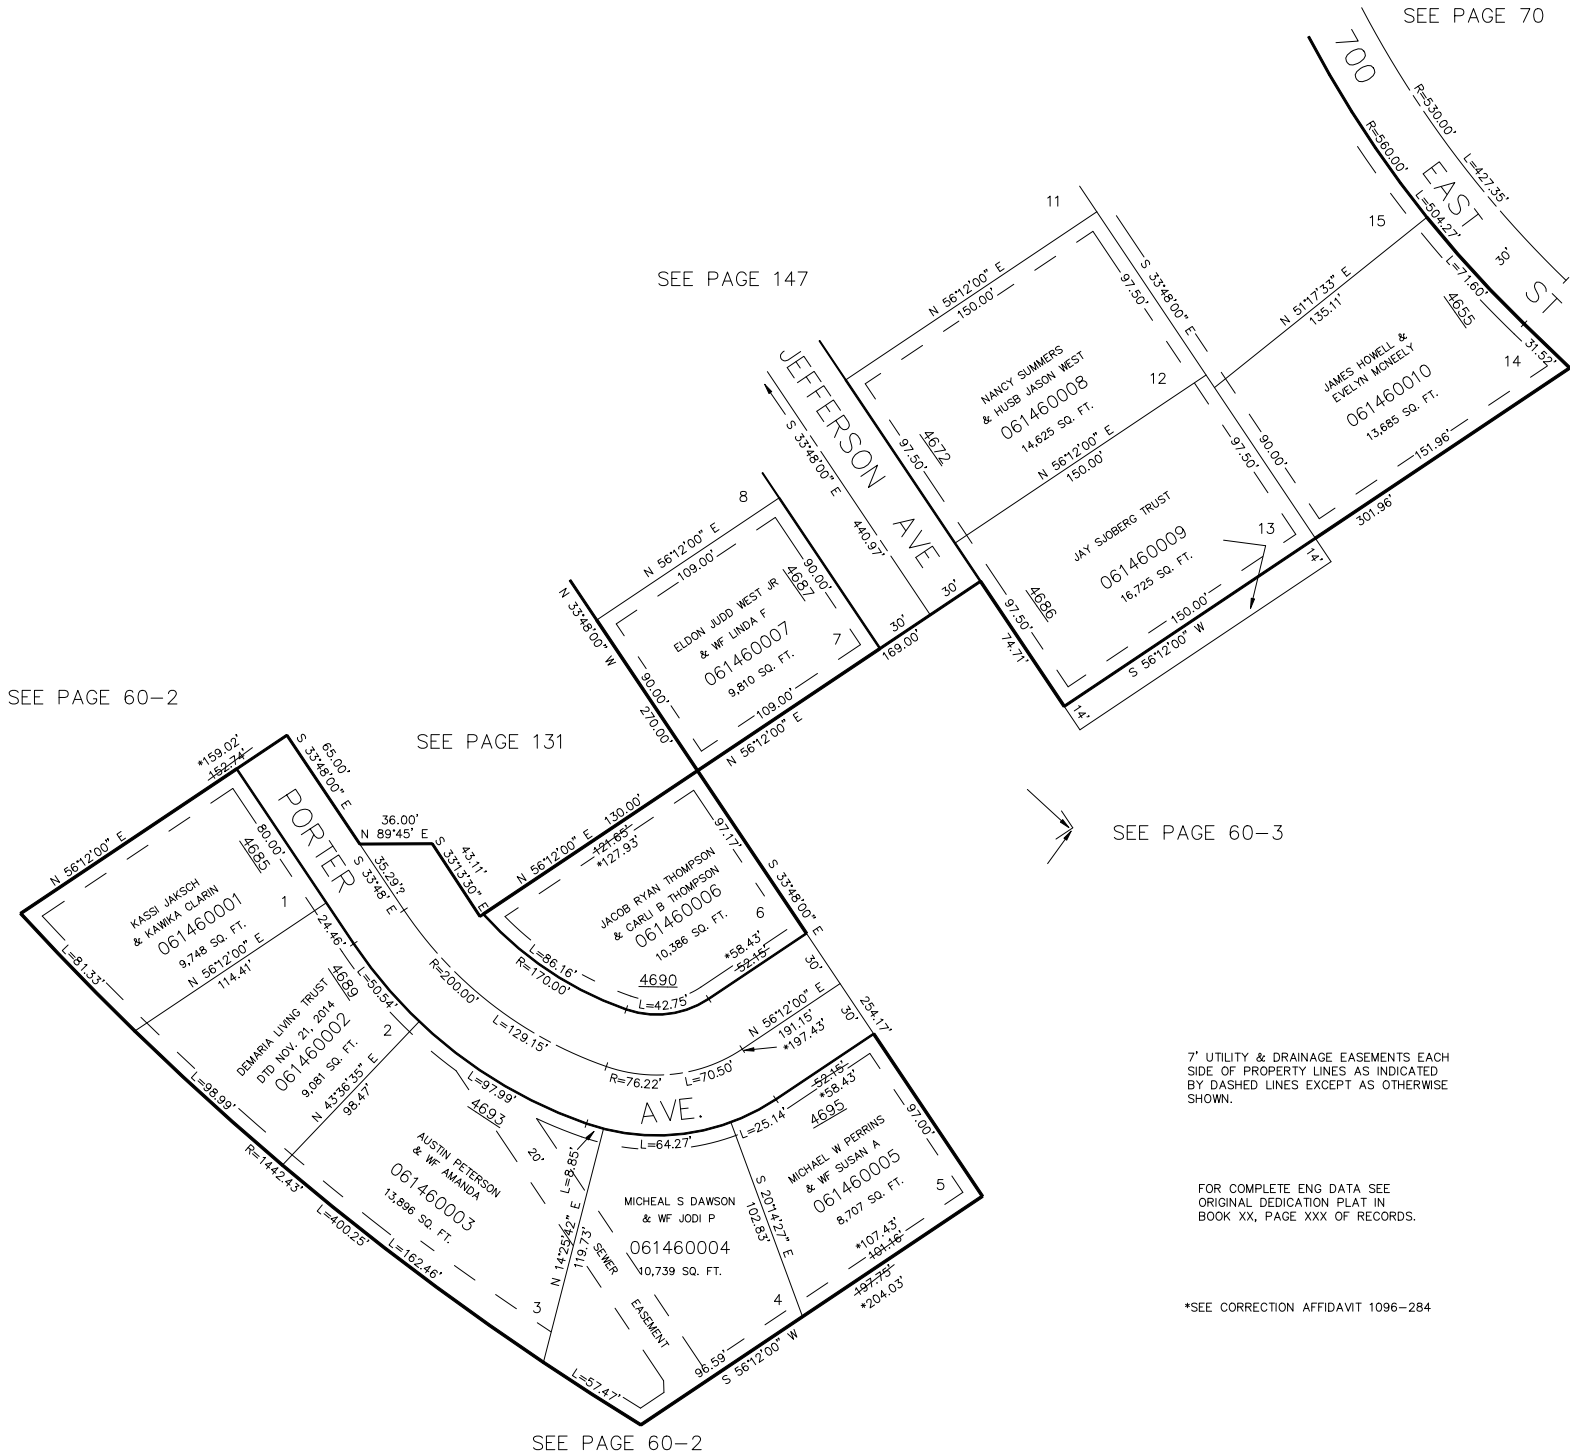 SEE PAGE 70
700 EAST ST
R=530.00'
L=427.35'
R=560.00'
L=504.27'
30'
L=71.60'
31.52'
15
11
SEE PAGE 147
N 56°12'00" E
150.00'
97.50'
S 33°48'00" E
N 51°17'33" E
135.11'
4655
JAMES HOWELL &
EVELYN MCNEELY
061460010
13,685 SQ. FT.
14
90.00'
151.96'
301.96'
NANCY SUMMERS
& HUSB JASON WEST
061460008
14,625 SQ. FT.
12
4672
97.50'
N 56°12'00" E
150.00'
97.50'
JEFFERSON AVE
S 33°48'00" E
440.97'
JAY SJOBERG TRUST
061460009
16,725 SQ. FT.
13
4686
97.50'
74.71'
150.00'
S 56°12'00" W
14'
14'
8
N 56°12'00" E
109.00'
4687
90.00'
ELDON JUDD WEST JR
& WF LINDA F
061460007
9,810 SQ. FT.
7
30'
30'
169.00'
N 33°48'00" W
90.00'
270.00'
109.00'
N 56°12'00" E
SEE PAGE 60-2
SEE PAGE 131
*159.02'
152.74'
S 33°48'00" E
65.00'
36.00'
N 89°45' E
43.11'
S 33°13'30" E
N 56°12'00" E
130.00'
121.65'
*127.93'
97.17'
S 33°48'00" E
SEE PAGE 60-3
PORTER AVE.
N 56°12'00" E
80.00'
4685
KASSI JAKSCH
& KAWIKA CLARIN
061460001
9,748 SQ. FT.
1
35.29'?
S 33°48' E
JACOB RYAN THOMPSON
& CARLI B THOMPSON
061460006
10,386 SQ. FT.
6
4690
*58.43'
52.15'
L=86.16'
R=170.00'
L=42.75'
L=81.33'
N 56°12'00" E
114.41'
24.46'
4689
L=50.54'
DEMARIA LIVING TRUST
DTD NOV. 21, 2014
061460002
9,081 SQ. FT.
2
R=200.00'
L=129.15'
R=76.22'
L=70.50'
N 56°12'00" E
191.15'
*197.43'
30'
30'
254.17'
L=98.99'
N 43°36'35" E
98.47'
L=97.99'
4693
L=64.27'
L=25.14'
52.15'
*58.43'
4695
97.00'
AUSTIN PETERSON
& WF AMANDA
061460003
13,896 SQ. FT.
3
20'
L=8.85'
N 14°25'42" E
119.73'
SEWER
EASEMENT
MICHEAL S DAWSON
& WF JODI P
061460004
10,739 SQ. FT.
4
S 20°14'27" E
102.83'
MICHAEL W PERRINS
& WF SUSAN A
061460005
8,707 SQ. FT.
5
*107.43'
101.16'
197.75'
*204.03'
R=1442.43'
L=400.25'
L=162.46'
L=57.47'
96.59'
S 56°12'00" W
SEE PAGE 60-2
7' UTILITY & DRAINAGE EASEMENTS EACH
SIDE OF PROPERTY LINES AS INDICATED
BY DASHED LINES EXCEPT AS OTHERWISE
SHOWN.
FOR COMPLETE ENG DATA SEE
ORIGINAL DEDICATION PLAT IN
BOOK XX, PAGE XXX OF RECORDS.
*SEE CORRECTION AFFIDAVIT 1096-284